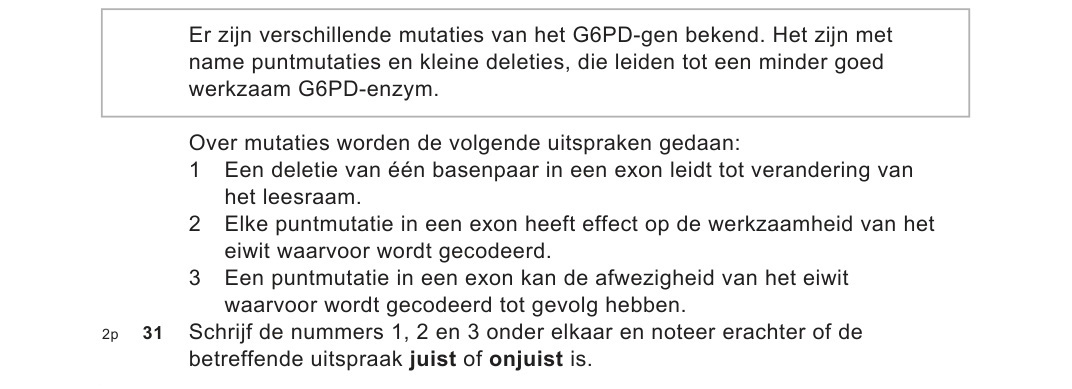 Er zijn verschillende mutaties van het G6PD-gen bekend. Het zijn met
name puntmutaties en kleine deleties, die leiden tot een minder goed
werkzaam G6PD-enzym.
Over mutaties worden de volgende uitspraken gedaan:
1 Een deletie van één basenpaar in een exon leidt tot verandering van
het leesraam.
2 Elke puntmutatie in een exon heeft effect op de werkzaamheid van het
eiwit waarvoor wordt gecodeerd.
3 Een puntmutatie in een exon kan de afwezigheid van het eiwit
waarvoor wordt gecodeerd tot gevolg hebben.
2p 31 Schrijf de nummers 1, 2 en 3 onder elkaar en noteer erachter of de
betreffende uitspraak juist of onjuist is.